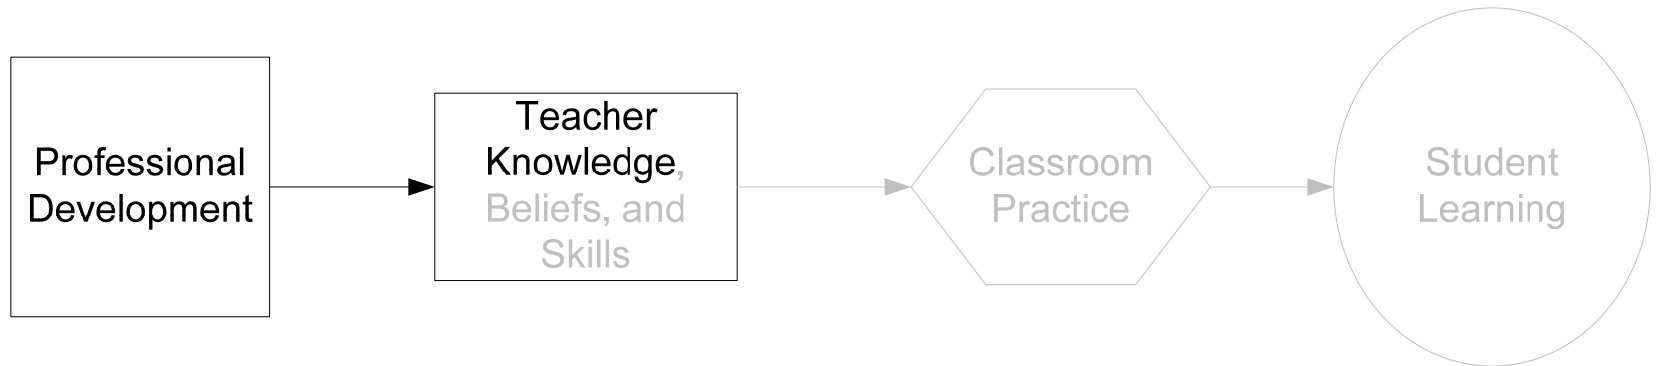 Professional
Development
Teacher
Knowledge,
Beliefs, and
Skills
Classroom
Practice
Student
Learning